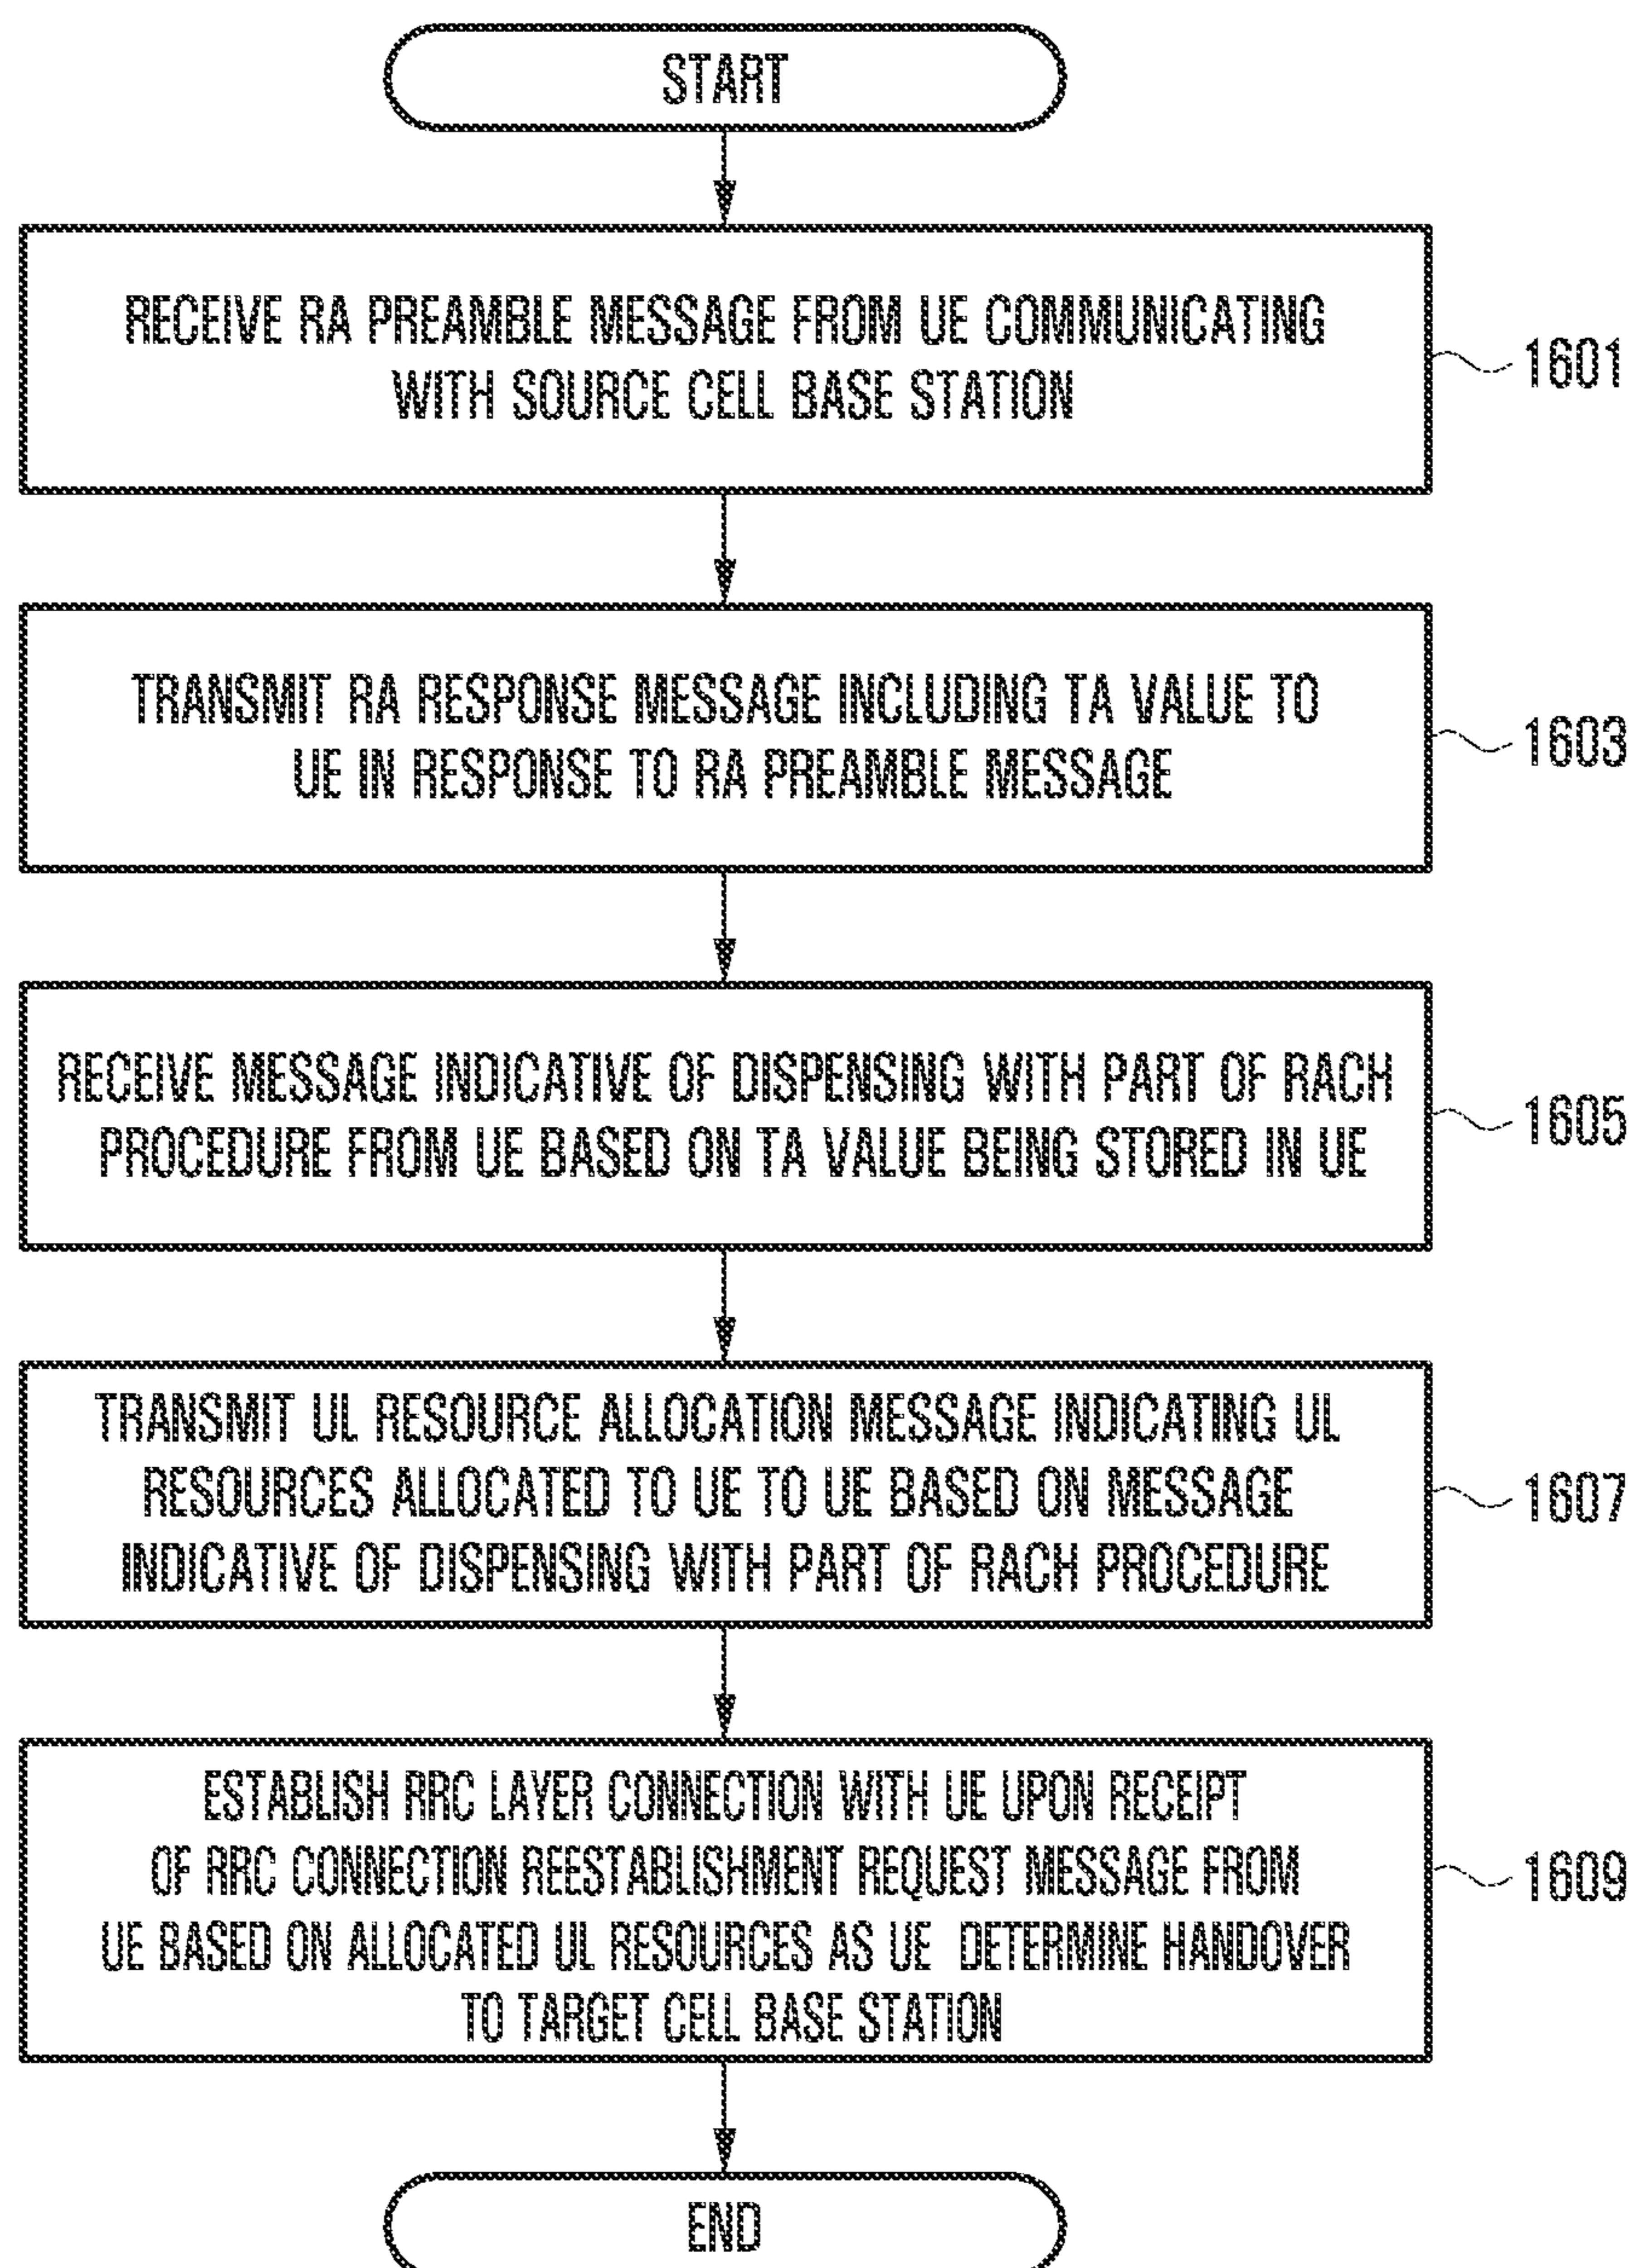 START
RECEIVE RA PREAMBLE MESSAGE FROM UE COMMUNICATING
WITH SOURCE CELL BASE STATION
1601
TRANSMIT RA RESPONSE MESSAGE INCLUDING TA VALUE TO
UE IN RESPONSE TO RA PREAMBLE MESSAGE
1603
RECEIVE MESSAGE INDICATIVE OF DISPENSING WITH PART OF RACH
PROCEDURE FROM UE BASED ON TA VALUE BEING STORED IN UE
1605
TRANSMIT UL RESOURCE ALLOCATION MESSAGE INDICATING UL
RESOURCES ALLOCATED TO UE TO UE BASED ON MESSAGE
INDICATIVE OF DISPENSING WITH PART OF RACH PROCEDURE
1607
ESTABLISH RRC LAYER CONNECTION WITH UE UPON RECEIPT
OF RRC CONNECTION REESTABLISHMENT REQUEST MESSAGE FROM
UE BASED ON ALLOCATED UL RESOURCES AS UE DETERMINE HANDOVER
TO TARGET CELL BASE STATION
1609
END